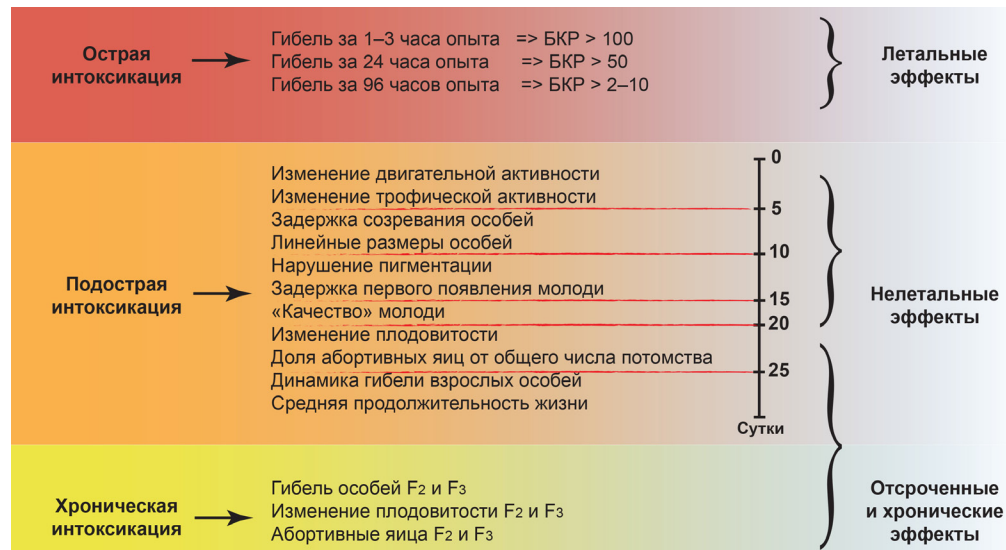 Острая
интоксикация
Гибель за 1–3 часа опыта => БКР > 100
Гибель за 24 часа опыта => БКР > 50
Гибель за 96 часов опыта => БКР > 2–10
Летальные
эффекты
Подострая
интоксикация
Изменение двигательной активности
Изменение трофической активности
Задержка созревания особей
Линейные размеры особей
Нарушение пигментации
Задержка первого появления молоди
«Качество» молоди
Изменение плодовитости
Доля абортивных яиц от общего числа потомства
Динамика гибели взрослых особей
Средняя продолжительность жизни
0
5
10
15
20
25
Сутки
Нелетальные
эффекты
Хроническая
интоксикация
Гибель особей F2 и F3
Изменение плодовитости F2 и F3
Абортивные яица F2 и F3
Отсроченные
и хронические
эффекты